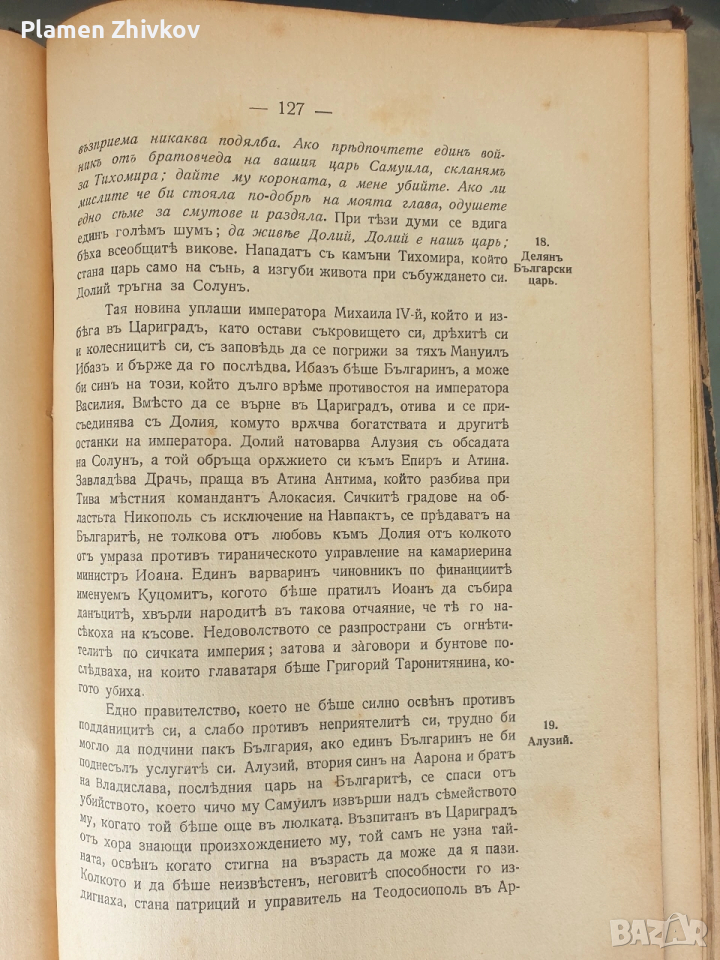 Plamen Zhivkov
— 127 —
възприема никаква подялба. Ако прѣдпочтете единъ вой-
никъ отъ братовчеда на вашия царь Самуила, скланямъ
за Тихомира; дайте му короната, а мене убийте. Ако ли
мислите че би стояла по-добрѣ на моята глава, одушете
едно сѣме за смутове и раздяла. При тѣзи думи се вдига
единъ голѣмъ шумъ; да живѣе Долий, Долий е нашъ царь;
бѣха всеобщитѣ викове. Нападатъ съ камъни Тихомира, който
стана царь само на сънь, а изгуби живота при събуждането си.
Долий тръгна за Солунъ.
18.
Делянъ
Български
царь.
Тая новина уплаши императора Михаила IV-й, който и из-
бѣга въ Цариградъ, като остави съкровището си, дрѣхитѣ си
и колесницитѣ си, съ заповѣдь да се погрижи за тяхъ Мануилъ
Ибазъ и бърже да го послѣдва. Ибазъ бѣше Българинъ, а може
би синъ на този, който дълго врѣме противостоя на императора
Василия. Вмѣсто да се върне въ Цариградъ, отива и се при-
съединява съ Долия, комуто врѫчва богатствата и другитѣ
останки на императора. Долий натоварва Алузия съ обсадата
на Солунъ, а той обръща орѫжието си къмъ Епиръ и Атина.
Завладѣва Драчь, праща въ Атина Антима, който разбива при
Тива мѣстния командантъ Алокасия. Сичкитѣ градове на об-
ластьта Никополь съ исключение на Навпактъ, се прѣдаватъ на
Българитѣ, не толкова отъ любовь къмъ Долия отъ колкото
отъ умраза противъ тираническото управление на камариерина
министръ Иоана. Единъ варваринъ чиновникъ по финанциитѣ
именуемъ Куцомитъ, когото бѣше пратилъ Иоанъ да събира
данъцитѣ, хвърли народитѣ въ такова отчаяние, че тѣ го на-
сѣкоха на късове. Недоволството се разпространи съ огнѣти-
телитѣ по сичката империя; затова и за̀говори и бунтове по-
слѣдваха, на които главатаря бѣше Григорий Таронитянина, ко-
гото убиха.
Едно правителство, което не бѣше силно освѣнъ противъ
подданицитѣ си, а слабо противъ неприятелитѣ си, трудно би
могло да подчини пакъ България, ако единъ Българинъ не би
поднесълъ услугитѣ си. Алузий, втория синъ на Аарона и братъ
на Владислава, послѣдния царь на Българитѣ, се спаси отъ
убийството, което чичо му Самуилъ извърши надъ сѣмейството
му, когато той бѣше още въ люлката. Възпитанъ въ Цариградъ
отъ хора знающи произхождението му, той самъ не узна тай-
ната, освѣнъ когато стигна на възрасть да може да я пази.
Колкото и да бѣше неизвѣстенъ, неговитѣ способности го из-
дигнаха, стана патриций и управитель на Теодосиополь въ Ар-
19.
Алузий.
BAZAR